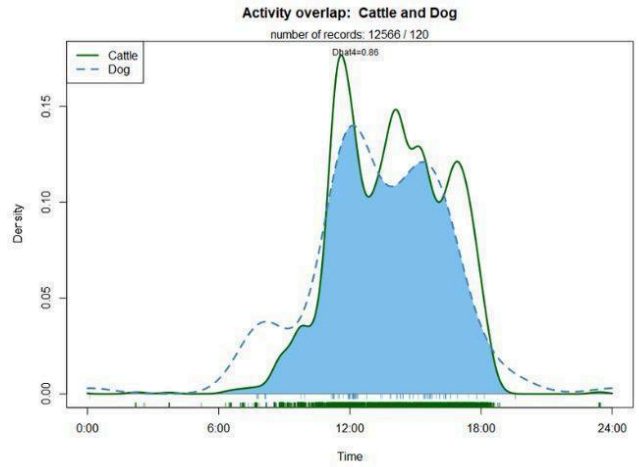 Activity overlap: Cattle and Dog
number of records: 12566 / 120
Dhat4=0.86
Cattle
Dog
Density
0.15
0.10
0.05
0.00
0:00 6:00 12:00 18:00 24:00
Time